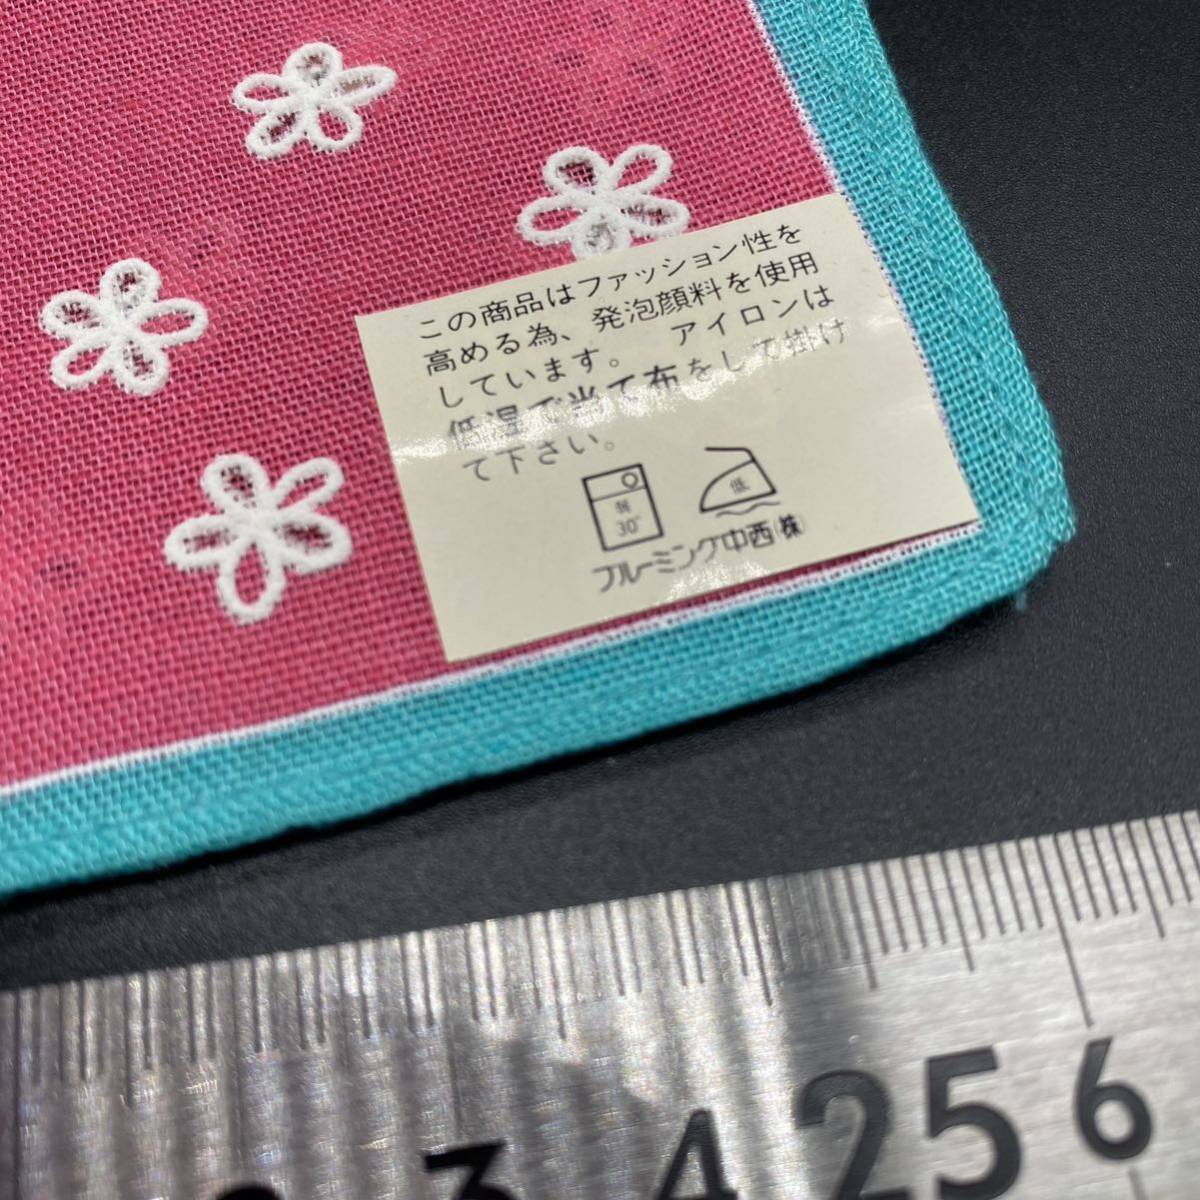 この商品はファッション性を
高める為、発泡顔料を使用
しています。 アイロンは
低温で当て布をして掛け
て下さい。
弱
30°
低
ブルーミング中西(株)
3 4 25 6